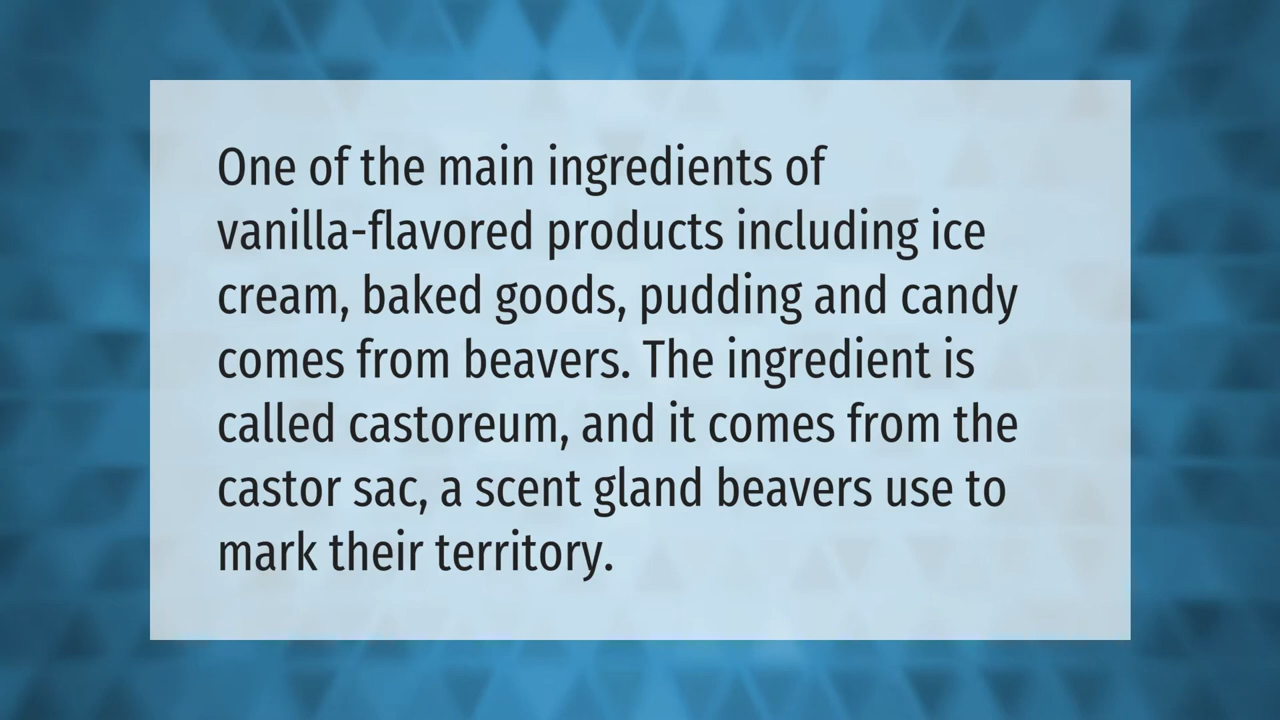 One of the main ingredients of
vanilla-flavored products including ice
cream, baked goods, pudding and candy
comes from beavers. The ingredient is
called castoreum, and it comes from the
castor sac, a scent gland beavers use to
mark their territory.